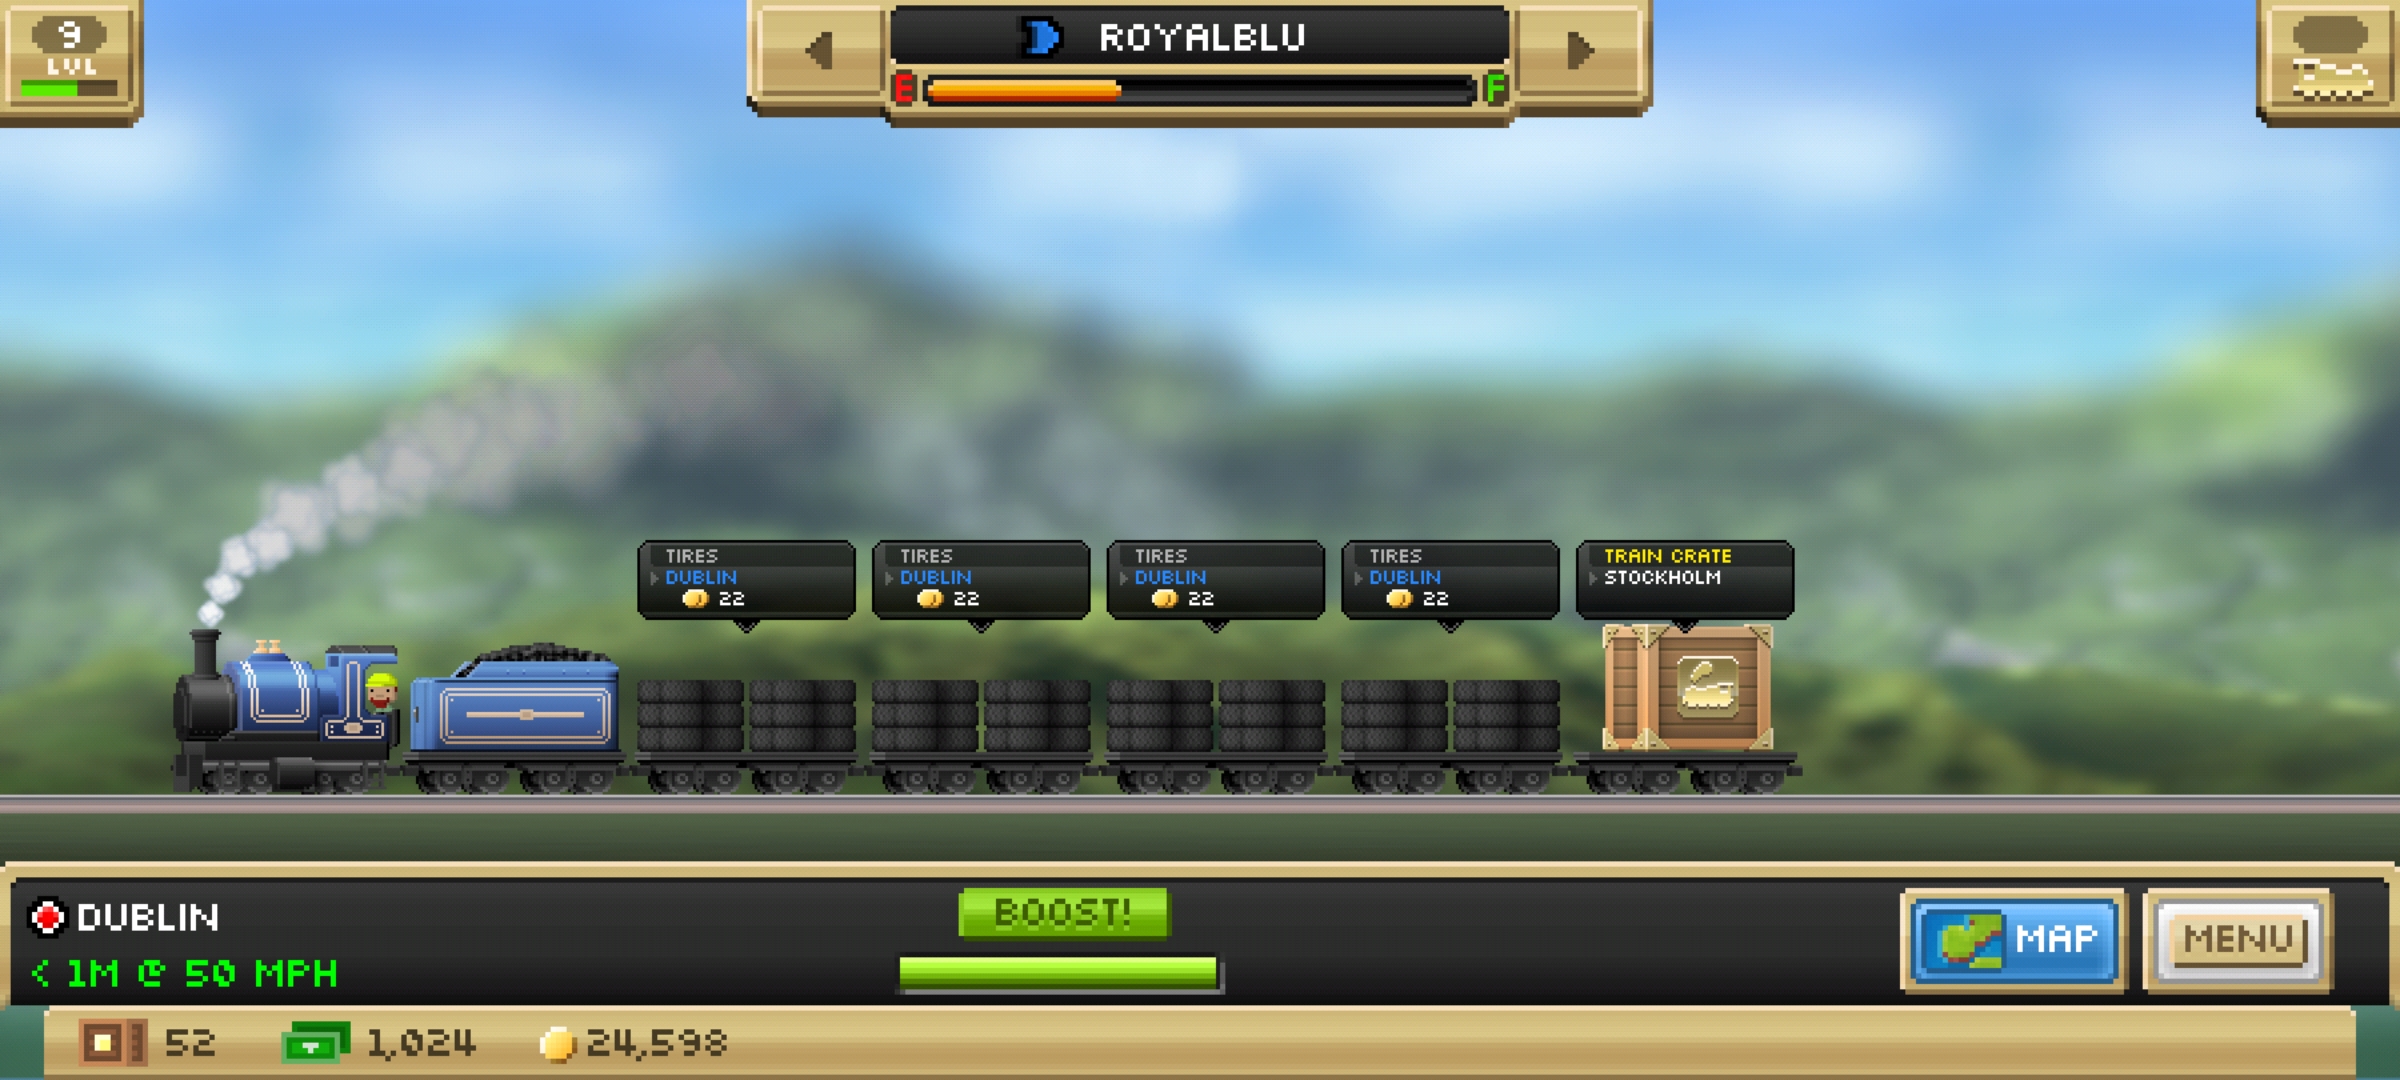 9
LVL
ROYALBLU
E F
TIRES
DUBLIN
22
TIRES
DUBLIN
22
TIRES
DUBLIN
22
TIRES
DUBLIN
22
TRAIN CRATE
STOCKHOLM
DUBLIN
< 1M @ 50 MPH
BOOST!
MAP
MENU
52
1,024
24,598